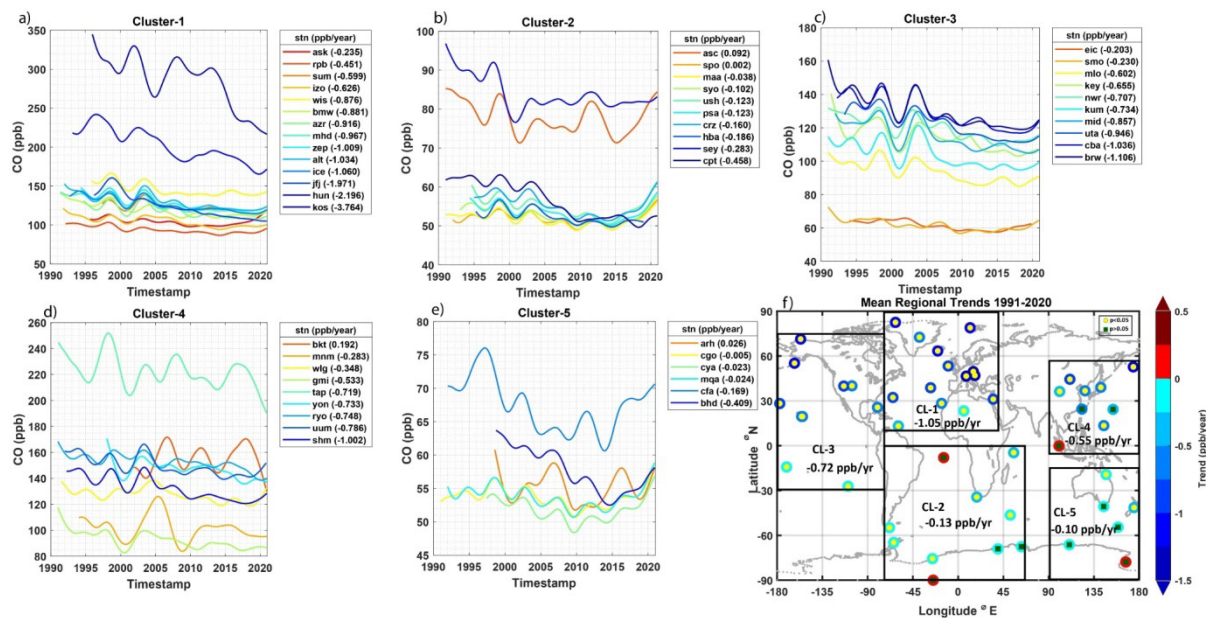 a)
Cluster-1
CO (ppb)
350
300
250
200
150
100
50
1990 1995 2000 2005 2010 2015 2020
Timestamp
stn (ppb/year)
ask (-0.235)
rpb (-0.451)
sum (-0.599)
izo (-0.626)
wis (-0.876)
bmw (-0.881)
azr (-0.916)
mhd (-0.967)
zep (-1.009)
alt (-1.034)
ice (-1.060)
jfj (-1.971)
hun (-2.196)
kos (-3.764)
b)
Cluster-2
CO (ppb)
100
90
80
70
60
50
40
1990 1995 2000 2005 2010 2015 2020
Timestamp
stn (ppb/year)
asc (0.092)
spo (0.002)
maa (-0.038)
syo (-0.102)
ush (-0.123)
psa (-0.123)
crz (-0.160)
hba (-0.186)
sey (-0.283)
cpt (-0.458)
c)
Cluster-3
CO (ppb)
180
160
140
120
100
80
60
40
1990 1995 2000 2005 2010 2015 2020
Timestamp
stn (ppb/year)
eic (-0.203)
smo (-0.230)
mlo (-0.602)
key (-0.655)
nwr (-0.707)
kum (-0.734)
mid (-0.857)
uta (-0.946)
cba (-1.036)
brw (-1.106)
d)
Cluster-4
CO (ppb)
260
240
220
200
180
160
140
120
100
80
1990 1995 2000 2005 2010 2015 2020
Timestamp
stn (ppb/year)
bkt (0.192)
mnm (-0.283)
wlg (-0.348)
gmi (-0.533)
tap (-0.719)
yon (-0.733)
ryo (-0.748)
uum (-0.786)
shm (-1.002)
e)
Cluster-5
CO (ppb)
80
75
70
65
60
55
50
45
1990 1995 2000 2005 2010 2015 2020
Timestamp
stn (ppb/year)
arh (0.026)
cgo (-0.005)
cya (-0.023)
mqa (-0.024)
cfa (-0.169)
bhd (-0.409)
f)
Mean Regional Trends 1991-2020
Latitude °N
90
60
30
0
-30
-60
-90
p<0.05
p>0.05
CL-1
-1.05 ppb/yr
CL-4
-0.55 ppb/yr
CL-3
-0.72 ppb/yr
CL-2
-0.13 ppb/yr
CL-5
-0.10 ppb/yr
-180 -135 -90 -45 0 45 90 135 180
Longitude °E
0.5
0
-0.5
-1
-1.5
Trend (ppb/year)